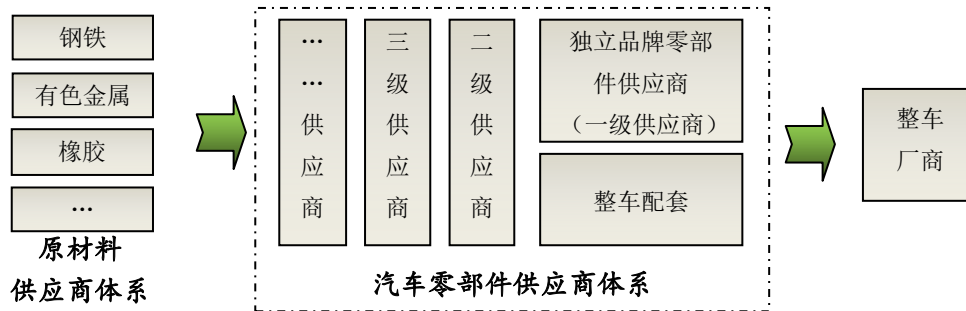 钢铁
有色金属
橡胶
…
原材料
供应商体系
……供应商
三级供应商
二级供应商
独立品牌零部
件供应商
（一级供应商）
整车配套
汽车零部件供应商体系
整车
厂商